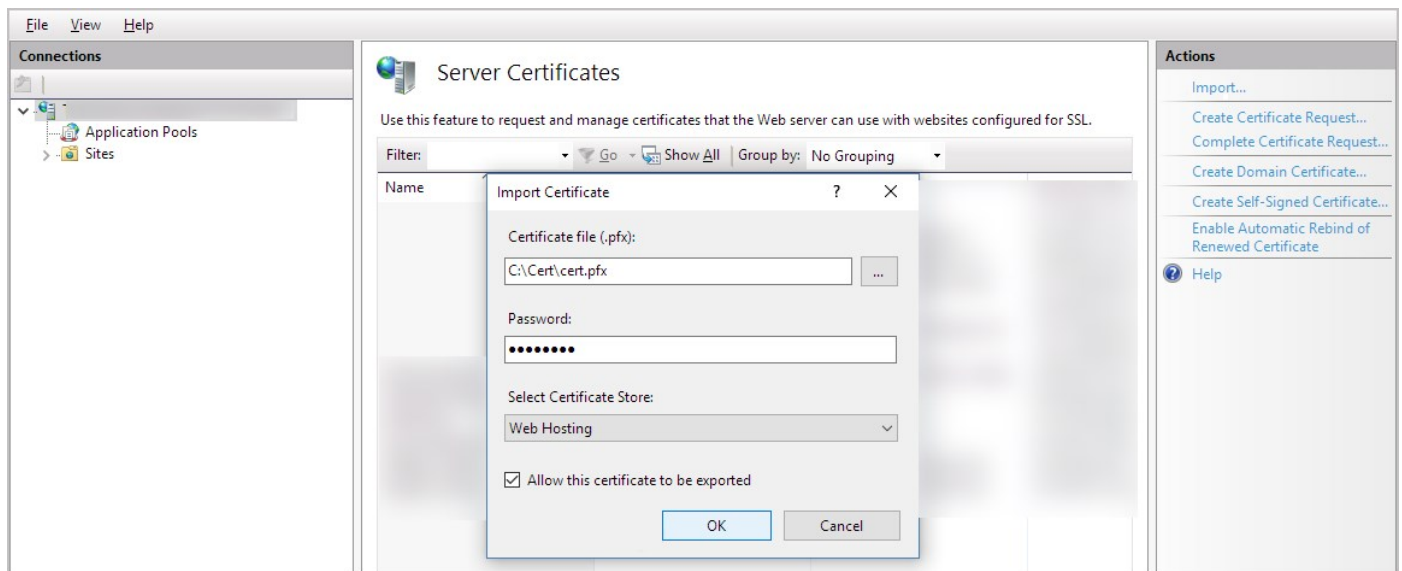 File View Help
Connections
Application Pools
Sites
Server Certificates
Use this feature to request and manage certificates that the Web server can use with websites configured for SSL.
Filter: Go Show All Group by: No Grouping
Name
Import Certificate ? X
Certificate file (.pfx):
C:\Cert\cert.pfx
...
Password:
••••••••
Select Certificate Store:
Web Hosting
Allow this certificate to be exported
OK Cancel
Actions
Import...
Create Certificate Request...
Complete Certificate Request...
Create Domain Certificate...
Create Self-Signed Certificate...
Enable Automatic Rebind of
Renewed Certificate
Help